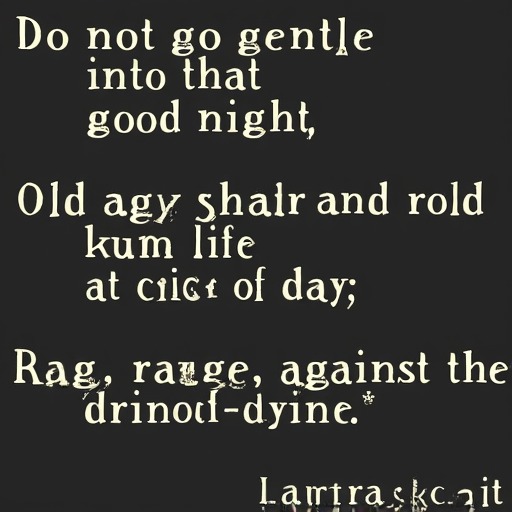 Do not go gentle
into that
good night,
Old agy shalr and rold
kum life
at of day;
Rag, range, against the